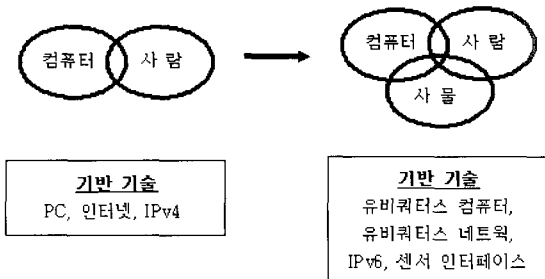 컴퓨터 사 람
컴퓨터 사 람
사 물
기반 기술
PC, 인터넷, IPv4
기반 기술
유비쿼터스 컴퓨터,
유비쿼터스 네트웍,
IPv6, 센서 인터페이스